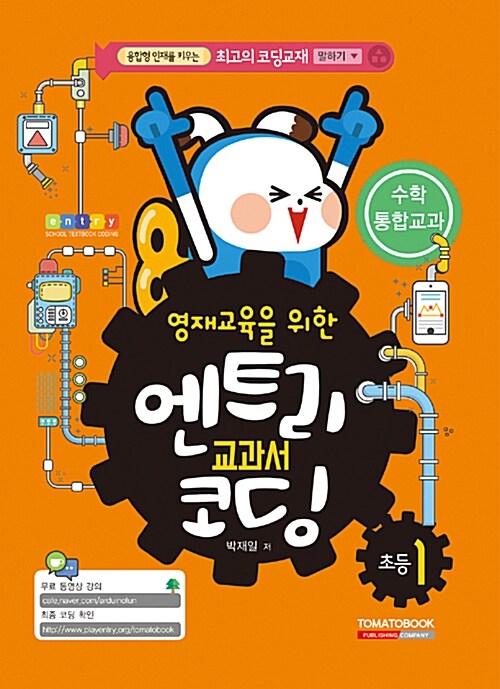 융합형 인재를 키우는 최고의 코딩교재 말하기
entry
SCHOOL TEXTBOOK CODING
수학
통합교과
영재교육을 위한
엔트리
교과서
코딩
박재일 저
초등 1
무료 동영상 강의
cafe.naver.com/arduinofun
최종 코딩 확인
http://www.playentry.org/tomatobook
TOMATOBOOK
PUBLISHING COMPANY